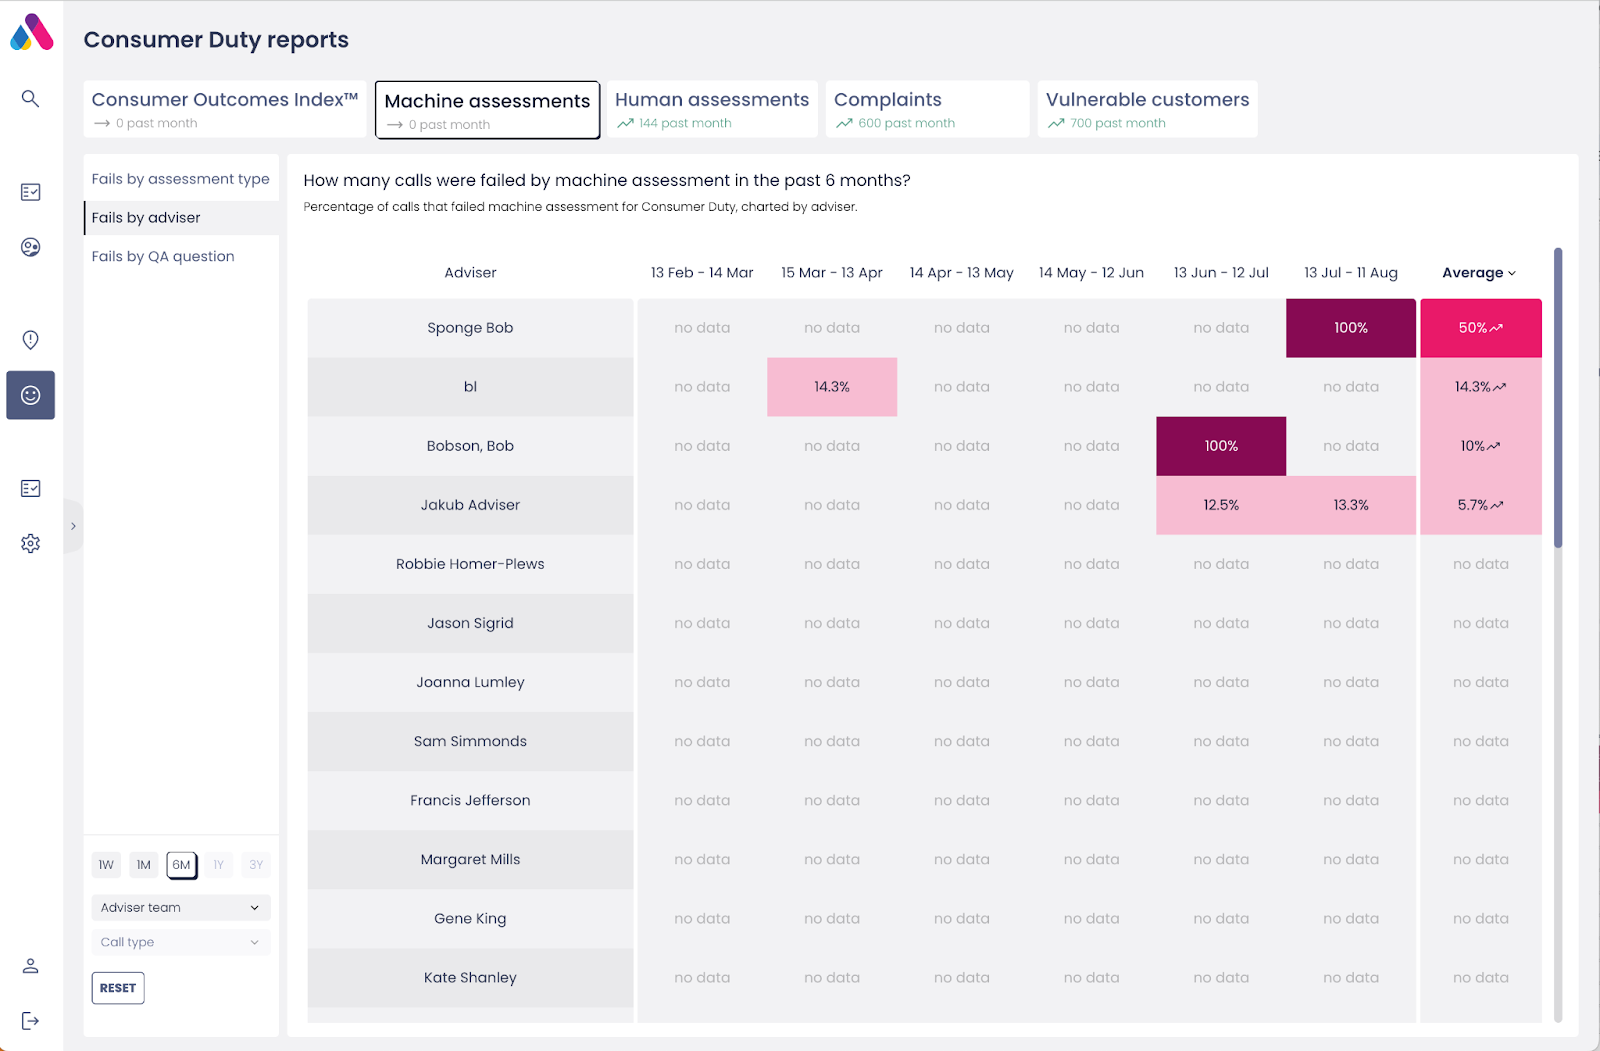 Consumer Duty reports
Consumer Outcomes Index™
0 past month
Machine assessments
0 past month
Human assessments
144 past month
Complaints
600 past month
Vulnerable customers
700 past month
Fails by assessment type
Fails by adviser
Fails by QA question
How many calls were failed by machine assessment in the past 6 months?
Percentage of calls that failed machine assessment for Consumer Duty, charted by adviser.
Adviser 13 Feb - 14 Mar 15 Mar - 13 Apr 14 Apr - 13 May 14 May - 12 Jun 13 Jun - 12 Jul 13 Jul - 11 Aug Average
Sponge Bob no data no data no data no data no data 100% 50%
bl no data 14.3% no data no data no data no data 14.3%
Bobson, Bob no data no data no data no data 100% no data 10%
Jakub Adviser no data no data no data no data 12.5% 13.3% 5.7%
Robbie Homer-Plews no data no data no data no data no data no data no data
Jason Sigrid no data no data no data no data no data no data no data
Joanna Lumley no data no data no data no data no data no data no data
Sam Simmonds no data no data no data no data no data no data no data
Francis Jefferson no data no data no data no data no data no data no data
Margaret Mills no data no data no data no data no data no data no data
Gene King no data no data no data no data no data no data no data
Kate Shanley no data no data no data no data no data no data no data
1W 1M 6M 1Y 3Y
Adviser team
Call type
RESET